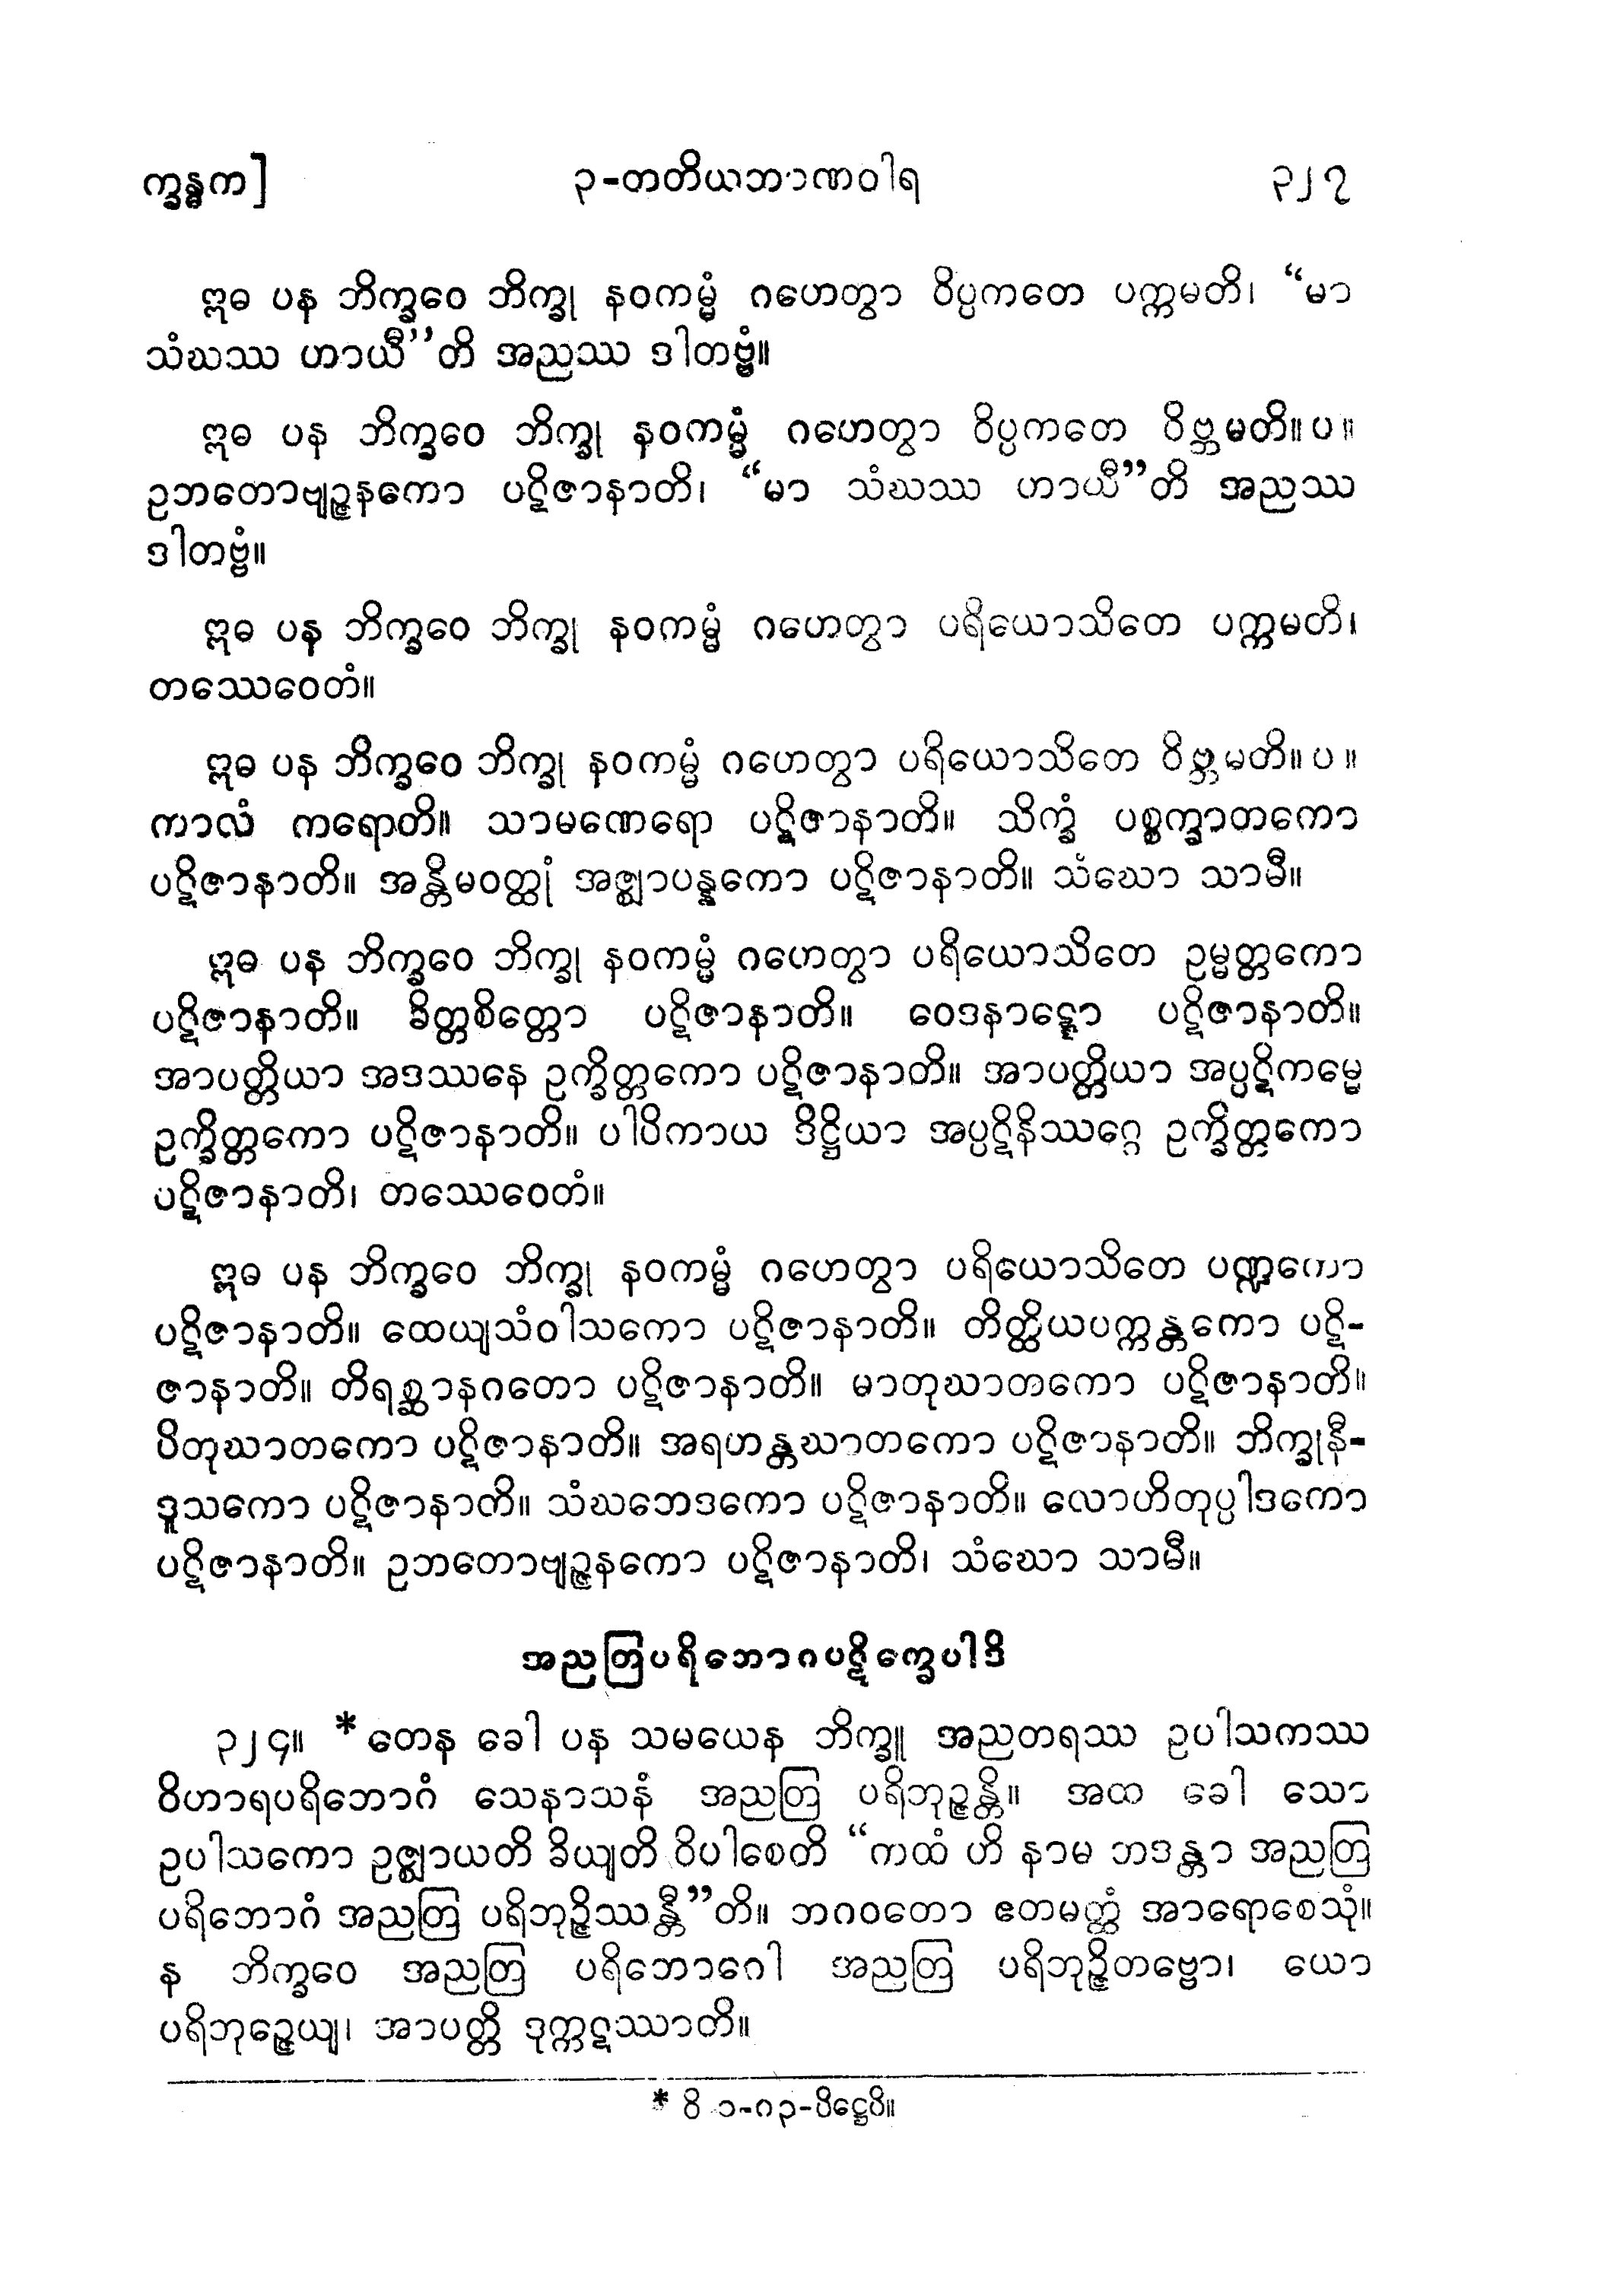 က္ခန္ဓက]
၃-တတိယဘာဏဝါရ
၃၂၇
ဣဓ ပန ဘိက္ခဝေ ဘိက္ခု နဝကမ္မံ ဂဟေတွာ ဝိပ္ပကတေ ပက္ကမတိ၊ “မာ
သံဃဿ ဟာယီ”တိ အညဿ ဒါတဗ္ဗံ။
ဣဓ ပန ဘိက္ခဝေ ဘိက္ခု နဝကမ္မံ ဂဟေတွာ ဝိပ္ပကတေ ဝိဗ္ဘမတိ။ပ။
ဥဘတောဗျဉ္ဇနကော ပဋိဇာနာတိ၊ “မာ သံဃဿ ဟာယီ”တိ အညဿ
ဒါတဗ္ဗံ။
ဣဓ ပန ဘိက္ခဝေ ဘိက္ခု နဝကမ္မံ ဂဟေတွာ ပရိယောသိတေ ပက္ကမတိ၊
တဿေဝေတံ။
ဣဓ ပန ဘိက္ခဝေ ဘိက္ခု နဝကမ္မံ ဂဟေတွာ ပရိယောသိတေ ဝိဗ္ဘမတိ။ပ။
ကာလံ ကရောတိ။ သာမဏေရော ပဋိဇာနာတိ။ သိက္ခံ ပစ္စက္ခာတကော
ပဋိဇာနာတိ။ အန္တိမဝတ္ထုံ အဇ္ဈာပန္နကော ပဋိဇာနာတိ။ သံဃော သာမီ။
ဣဓ ပန ဘိက္ခဝေ ဘိက္ခု နဝကမ္မံ ဂဟေတွာ ပရိယောသိတေ ဥမ္မတ္တကော
ပဋိဇာနာတိ။ ခိတ္တစိတ္တော ပဋိဇာနာတိ။ ဝေဒနာဋ္ဋော ပဋိဇာနာတိ။
အာပတ္တိယာ အဒဿနေ ဥက္ခိတ္တကော ပဋိဇာနာတိ။ အာပတ္တိယာ အပ္ပဋိကမ္မေ
ဥက္ခိတ္တကော ပဋိဇာနာတိ။ ပါပိကာယ ဒိဋ္ဌိယာ အပ္ပဋိနိဿဂ္ဂေ ဥက္ခိတ္တကော
ပဋိဇာနာတိ၊ တဿေဝေတံ။
ဣဓ ပန ဘိက္ခဝေ ဘိက္ခု နဝကမ္မံ ဂဟေတွာ ပရိယောသိတေ ပဏ္ဍကော
ပဋိဇာနာတိ။ ထေယျသံဝါသကော ပဋိဇာနာတိ။ တိတ္ထိယပက္ကန္တကော ပဋိ-
ဇာနာတိ။ တိရစ္ဆာနဂတော ပဋိဇာနာတိ။ မာတုဃာတကော ပဋိဇာနာတိ။
ပိတုဃာတကော ပဋိဇာနာတိ။ အရဟန္တဃာတကော ပဋိဇာနာတိ။ ဘိက္ခုနီ-
ဒူသကော ပဋိဇာနာတိ။ သံဃဘေဒကော ပဋိဇာနာတိ။ လောဟိတုပ္ပါဒကော
ပဋိဇာနာတိ။ ဥဘတောဗျဉ္ဇနကော ပဋိဇာနာတိ၊ သံဃော သာမီ။
အညတြပရိဘောဂပဋိက္ခေပါဒိ
၃၂၄။ *တေန ခေါ ပန သမယေန ဘိက္ခူ အညတရဿ ဥပါသကဿ
ဝိဟာရပရိဘောဂံ သေနာသနံ အညတြ ပရိဘုဉ္ဇန္တိ။ အထ ခေါ သော
ဥပါသကော ဥဇ္ဈာယတိ ခိယျတိ ဝိပါစေတိ “ကထံ ဟိ နာမ ဘဒန္တာ အညတြ
ပရိဘောဂံ အညတြ ပရိဘုဉ္ဇိဿန္တီ”တိ။ ဘဂဝတော ဧတမတ္ထံ အာရောစေသုံ။
န ဘိက္ခဝေ အညတြ ပရိဘောဂေါ အညတြ ပရိဘုဉ္ဇိတဗ္ဗော၊ ယော
ပရိဘုဉ္ဇေယျ၊ အာပတ္တိ ဒုက္ကဋဿာတိ။
* ဝိ ၁-၈၃-ပိဋ္ဌေပိ။